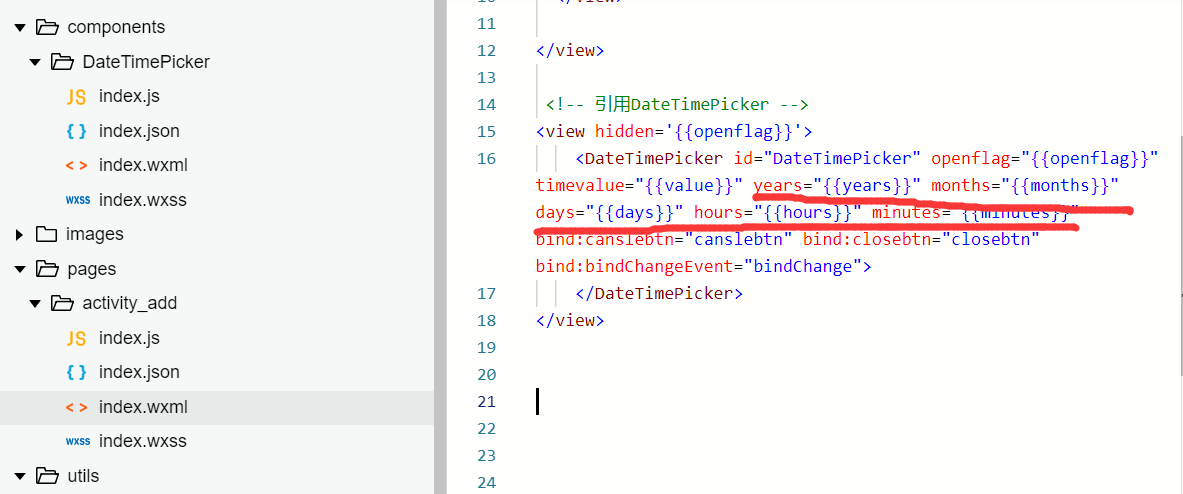 components
DateTimePicker
JS index.js
{ } index.json
< > index.wxml
wxss index.wxss
images
pages
activity_add
JS index.js
{ } index.json
< > index.wxml
wxss index.wxss
utils
11
12 </view>
13
14 <!-- 引用DateTimePicker -->
15 <view hidden='{{openflag}}'>
16 <DateTimePicker id="DateTimePicker" openflag="{{openflag}}"
timevalue="{{value}}" years="{{years}}" months="{{months}}"
days="{{days}}" hours="{{hours}}" minutes="{{minutes}}"
bind:canslebtn="canslebtn" bind:closebtn="closebtn"
bind:bindChangeEvent="bindChange">
17 </DateTimePicker>
18 </view>
19
20
21
22
23
24